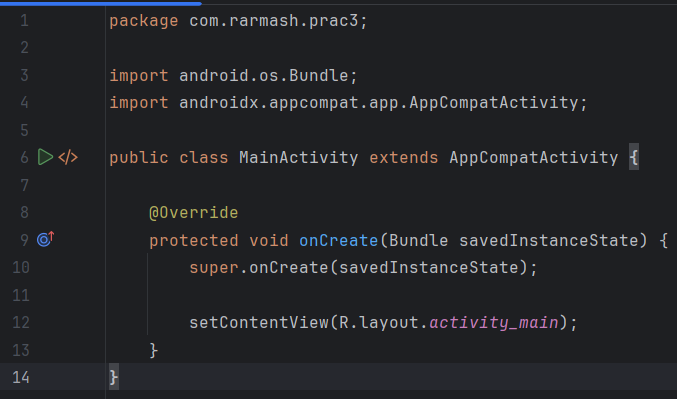 1 package com.rarmash.prac3;
2
3 import android.os.Bundle;
4 import androidx.appcompat.app.AppCompatActivity;
5
6 public class MainActivity extends AppCompatActivity {
7
8 @Override
9 protected void onCreate(Bundle savedInstanceState) {
10 super.onCreate(savedInstanceState);
11
12 setContentView(R.layout.activity_main);
13 }
14 }